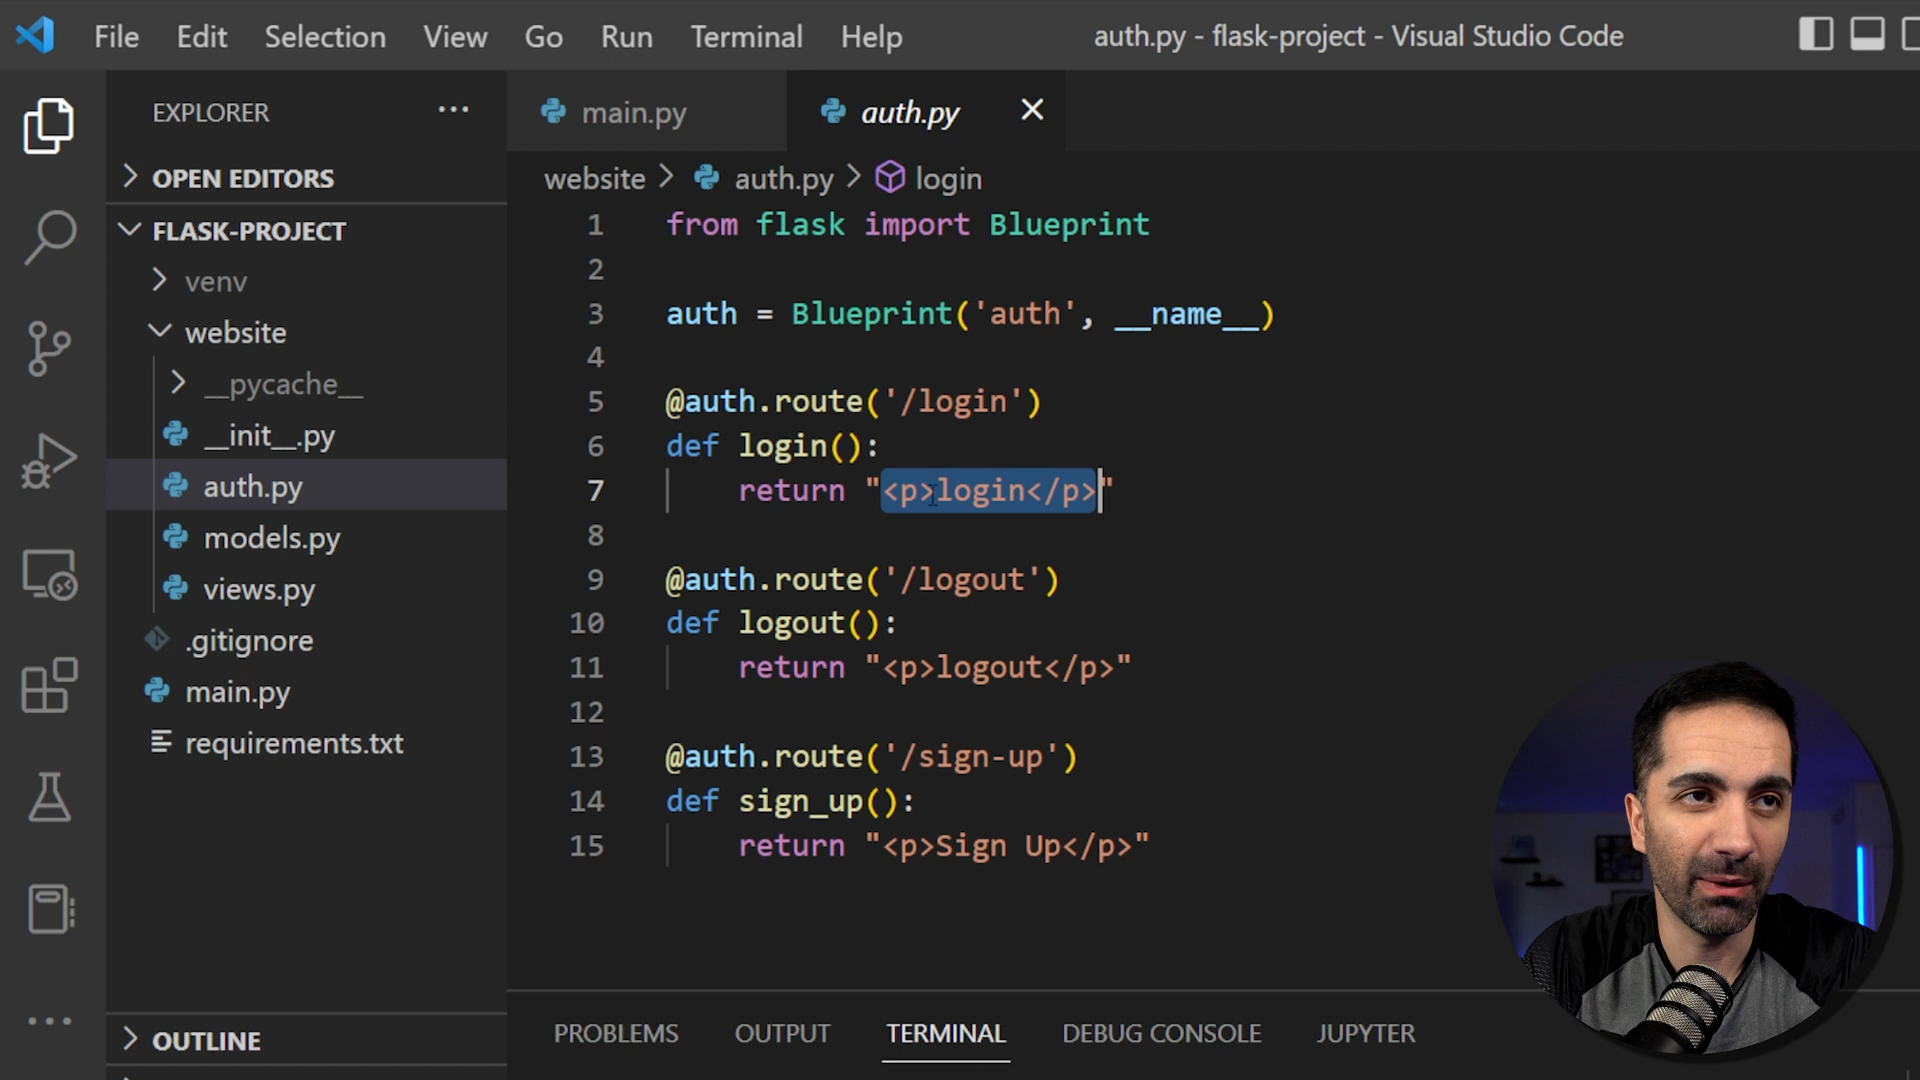 File Edit Selection View Go Run Terminal Help auth.py - flask-project - Visual Studio Code
EXPLORER ...
OPEN EDITORS
FLASK-PROJECT
venv
website
__pycache__
__init__.py
auth.py
models.py
views.py
.gitignore
main.py
requirements.txt
OUTLINE
main.py auth.py
website > auth.py > login
1 from flask import Blueprint
2
3 auth = Blueprint('auth', __name__)
4
5 @auth.route('/login')
6 def login():
7 return "<p>login</p>"
8
9 @auth.route('/logout')
10 def logout():
11 return "<p>logout</p>"
12
13 @auth.route('/sign-up')
14 def sign_up():
15 return "<p>Sign Up</p>"
PROBLEMS OUTPUT TERMINAL DEBUG CONSOLE JUPYTER